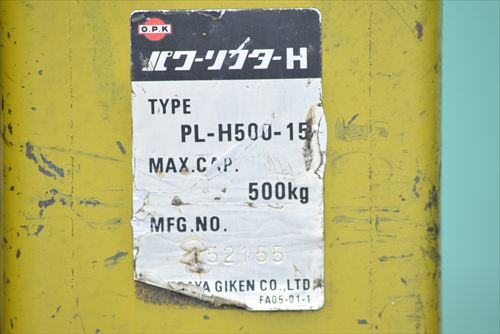 O.P.K
パワーリフターH
TYPE
PL-H500-15
MAX.CAP.
500kg
MFG.NO.
52155
GIKEN CO.,LTD.
FA05-01-1